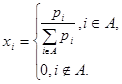 x_i = { p_i / ∑_{i∈A} p_i , i ∈ A,
0, i ∉ A.